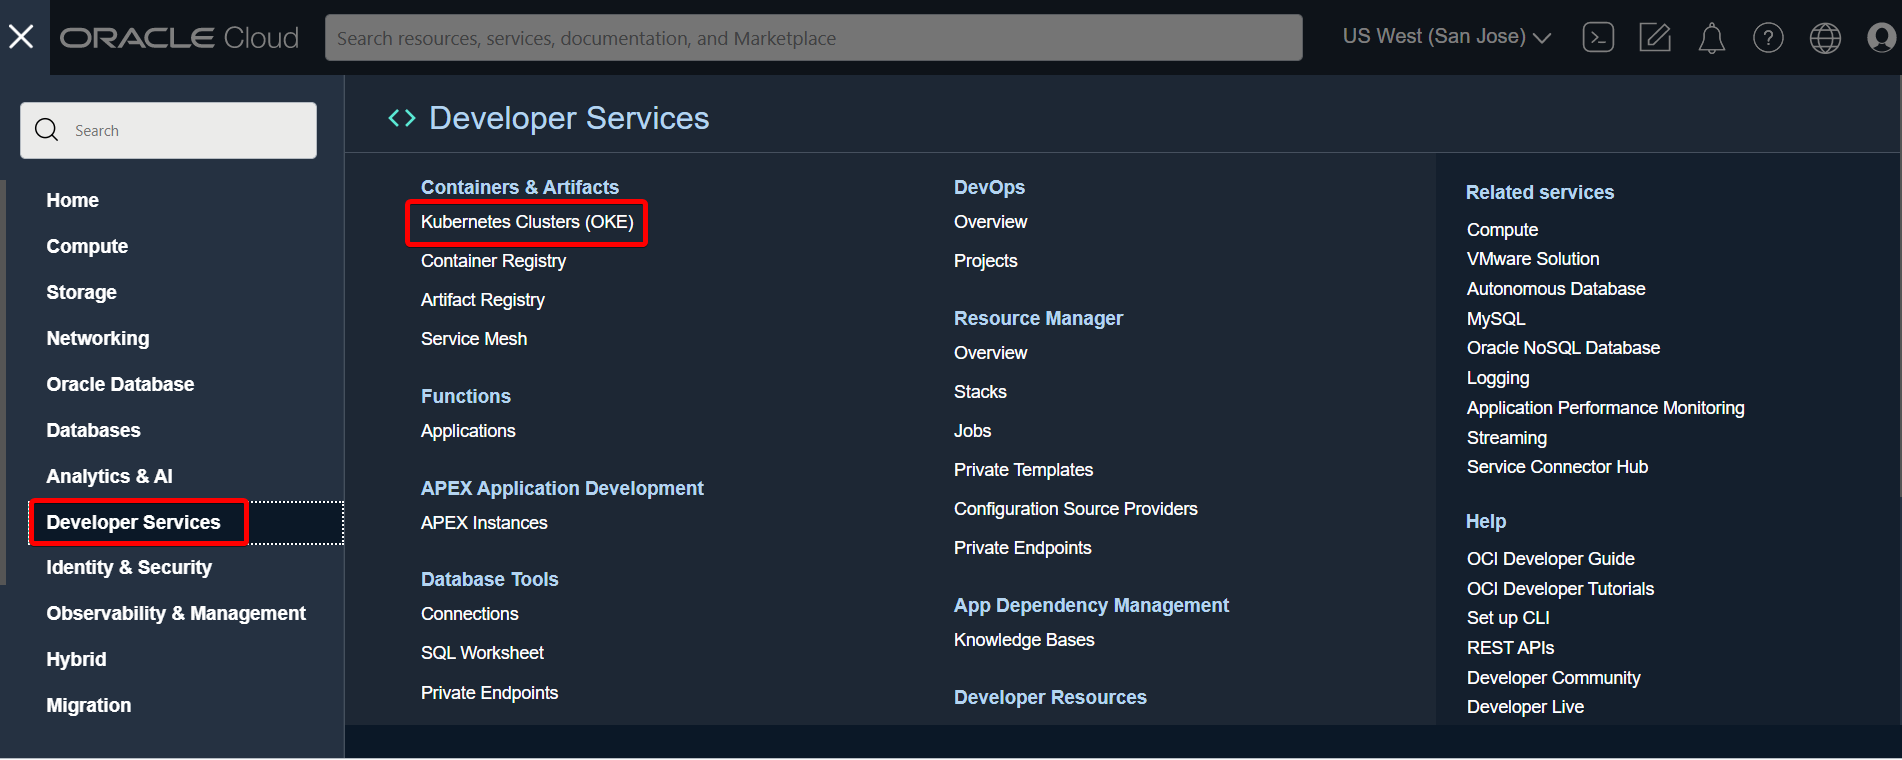 ORACLE Cloud
Search resources, services, documentation, and Marketplace
US West (San Jose)
Search
Home
Compute
Storage
Networking
Oracle Database
Databases
Analytics & AI
Developer Services
Identity & Security
Observability & Management
Hybrid
Migration
Developer Services
Containers & Artifacts
Kubernetes Clusters (OKE)
Container Registry
Artifact Registry
Service Mesh
Functions
Applications
APEX Application Development
APEX Instances
Database Tools
Connections
SQL Worksheet
Private Endpoints
DevOps
Overview
Projects
Resource Manager
Overview
Stacks
Jobs
Private Templates
Configuration Source Providers
Private Endpoints
App Dependency Management
Knowledge Bases
Developer Resources
Related services
Compute
VMware Solution
Autonomous Database
MySQL
Oracle NoSQL Database
Logging
Application Performance Monitoring
Streaming
Service Connector Hub
Help
OCI Developer Guide
OCI Developer Tutorials
Set up CLI
REST APIs
Developer Community
Developer Live